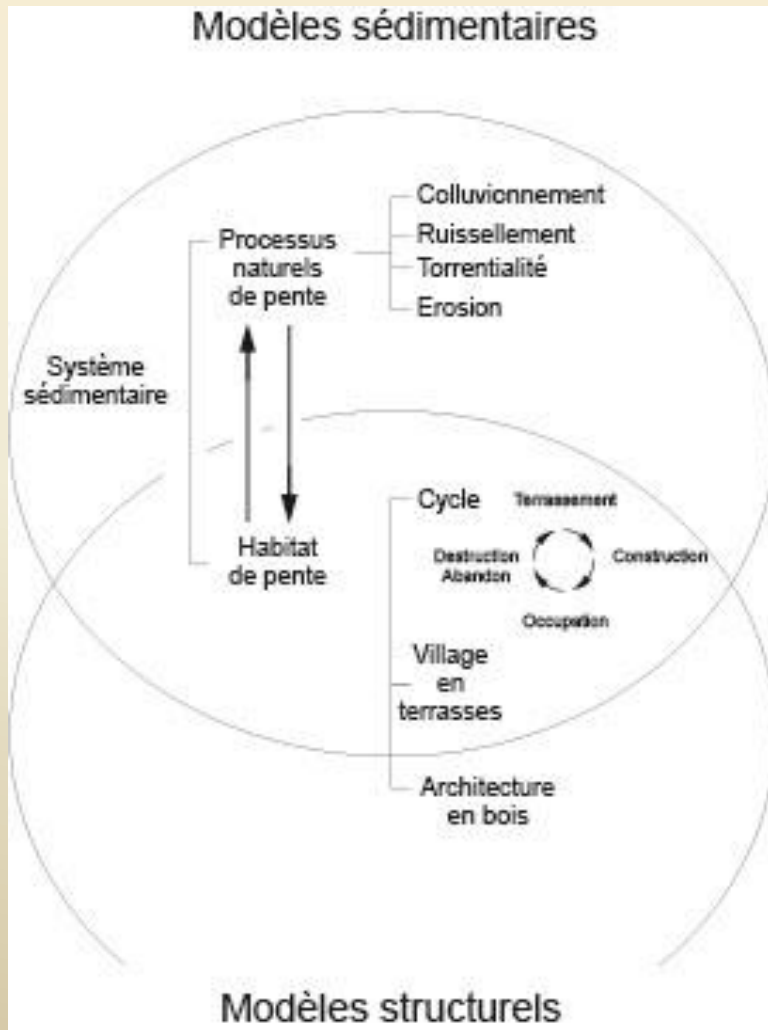 Modèles sédimentaires
Colluvionnement
Processus
naturels
de pente
Ruissellement
Torrentialité
Erosion
Système
sédimentaire
Cycle
Terrassement
Habitat
de pente
Destruction
Abandon
Construction
Occupation
Village
en
terrasses
Architecture
en bois
Modèles structurels